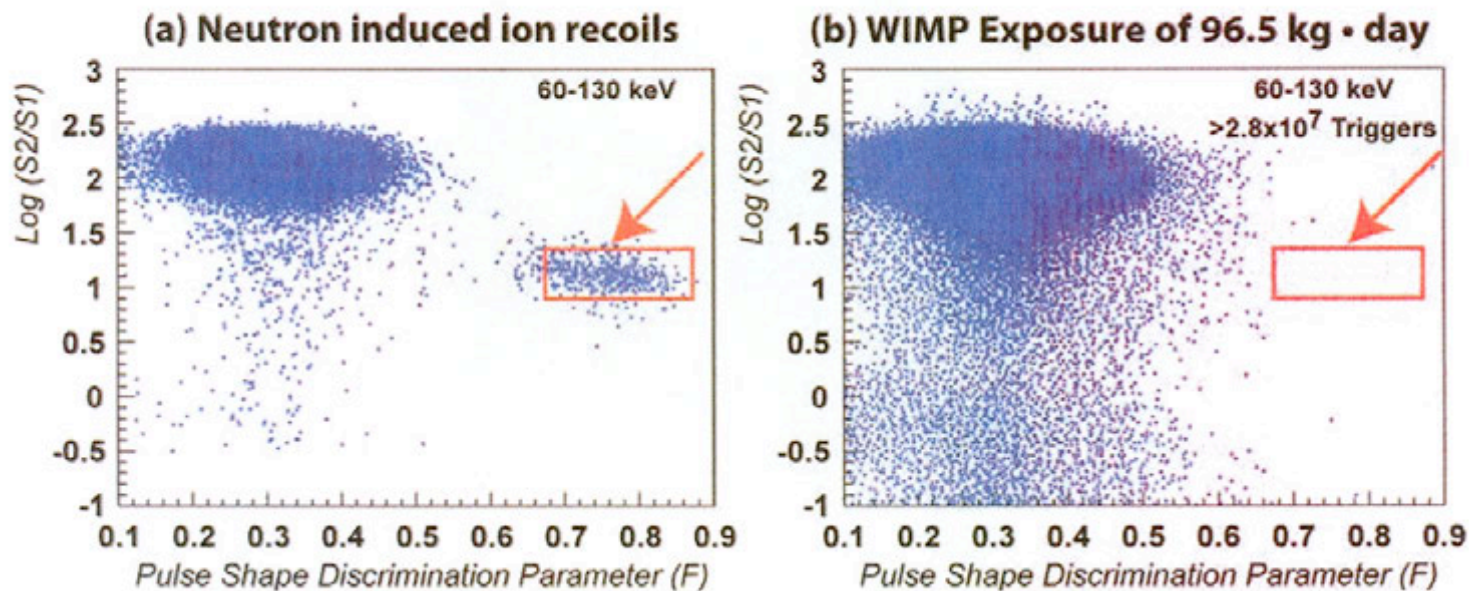 (a) Neutron induced ion recoils
60-130 keV
Log (S2/S1)
3
2.5
2
1.5
1
0.5
0
-0.5
-1
0.1 0.2 0.3 0.4 0.5 0.6 0.7 0.8 0.9
Pulse Shape Discrimination Parameter (F)
(b) WIMP Exposure of 96.5 kg • day
60-130 keV
>2.8x10⁷ Triggers
Log (S2/S1)
3
2.5
2
1.5
1
0.5
0
-0.5
-1
0.1 0.2 0.3 0.4 0.5 0.6 0.7 0.8 0.9
Pulse Shape Discrimination Parameter (F)